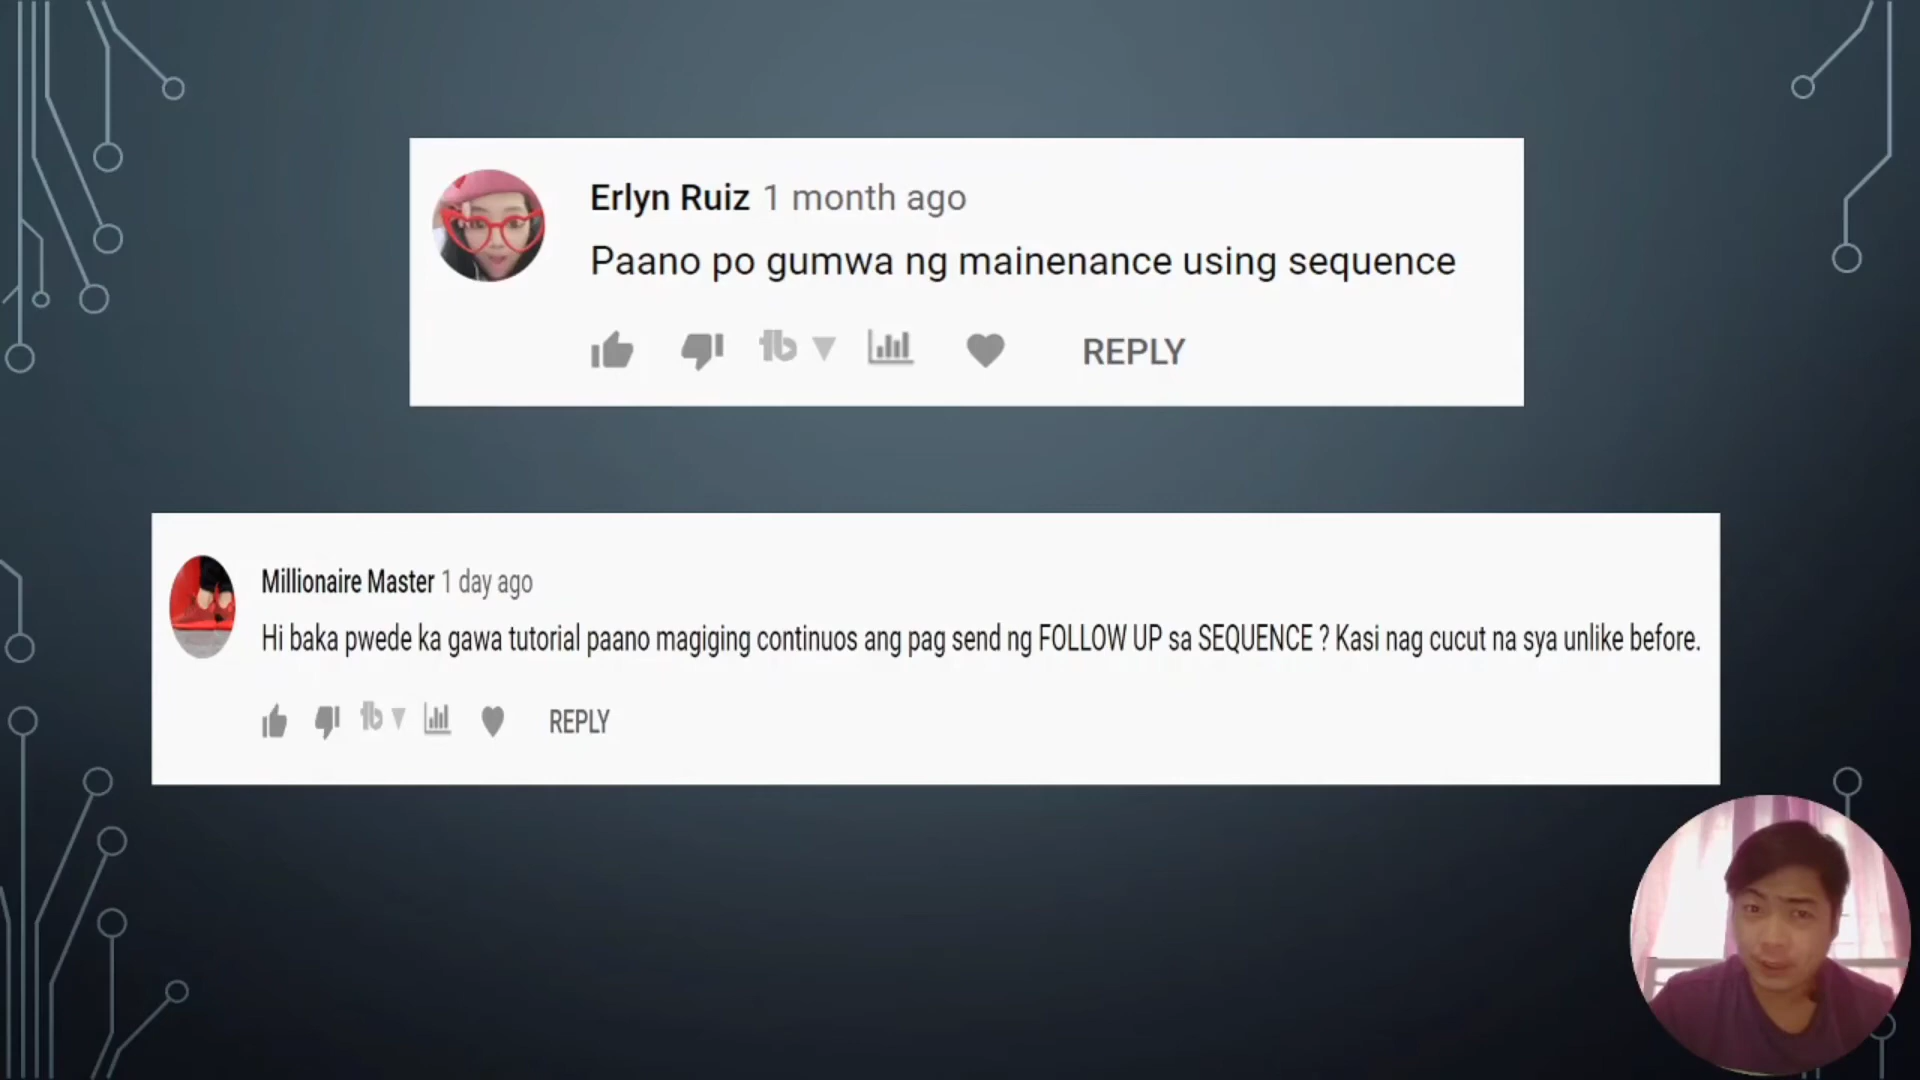 Erlyn Ruiz 1 month ago
Paano po gumwa ng mainenance using sequence
REPLY
Millionaire Master 1 day ago
Hi baka pwede ka gawa tutorial paano magiging continuos ang pag send ng FOLLOW UP sa SEQUENCE ? Kasi nag cucut na sya unlike before.
REPLY